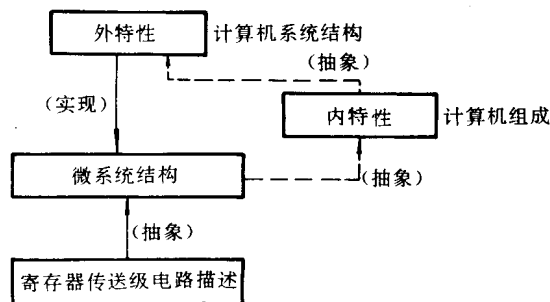 外特性 计算机系统结构
（抽象）
（实现）
内特性 计算机组成
微系统结构
（抽象）
（抽象）
寄存器传送级电路描述